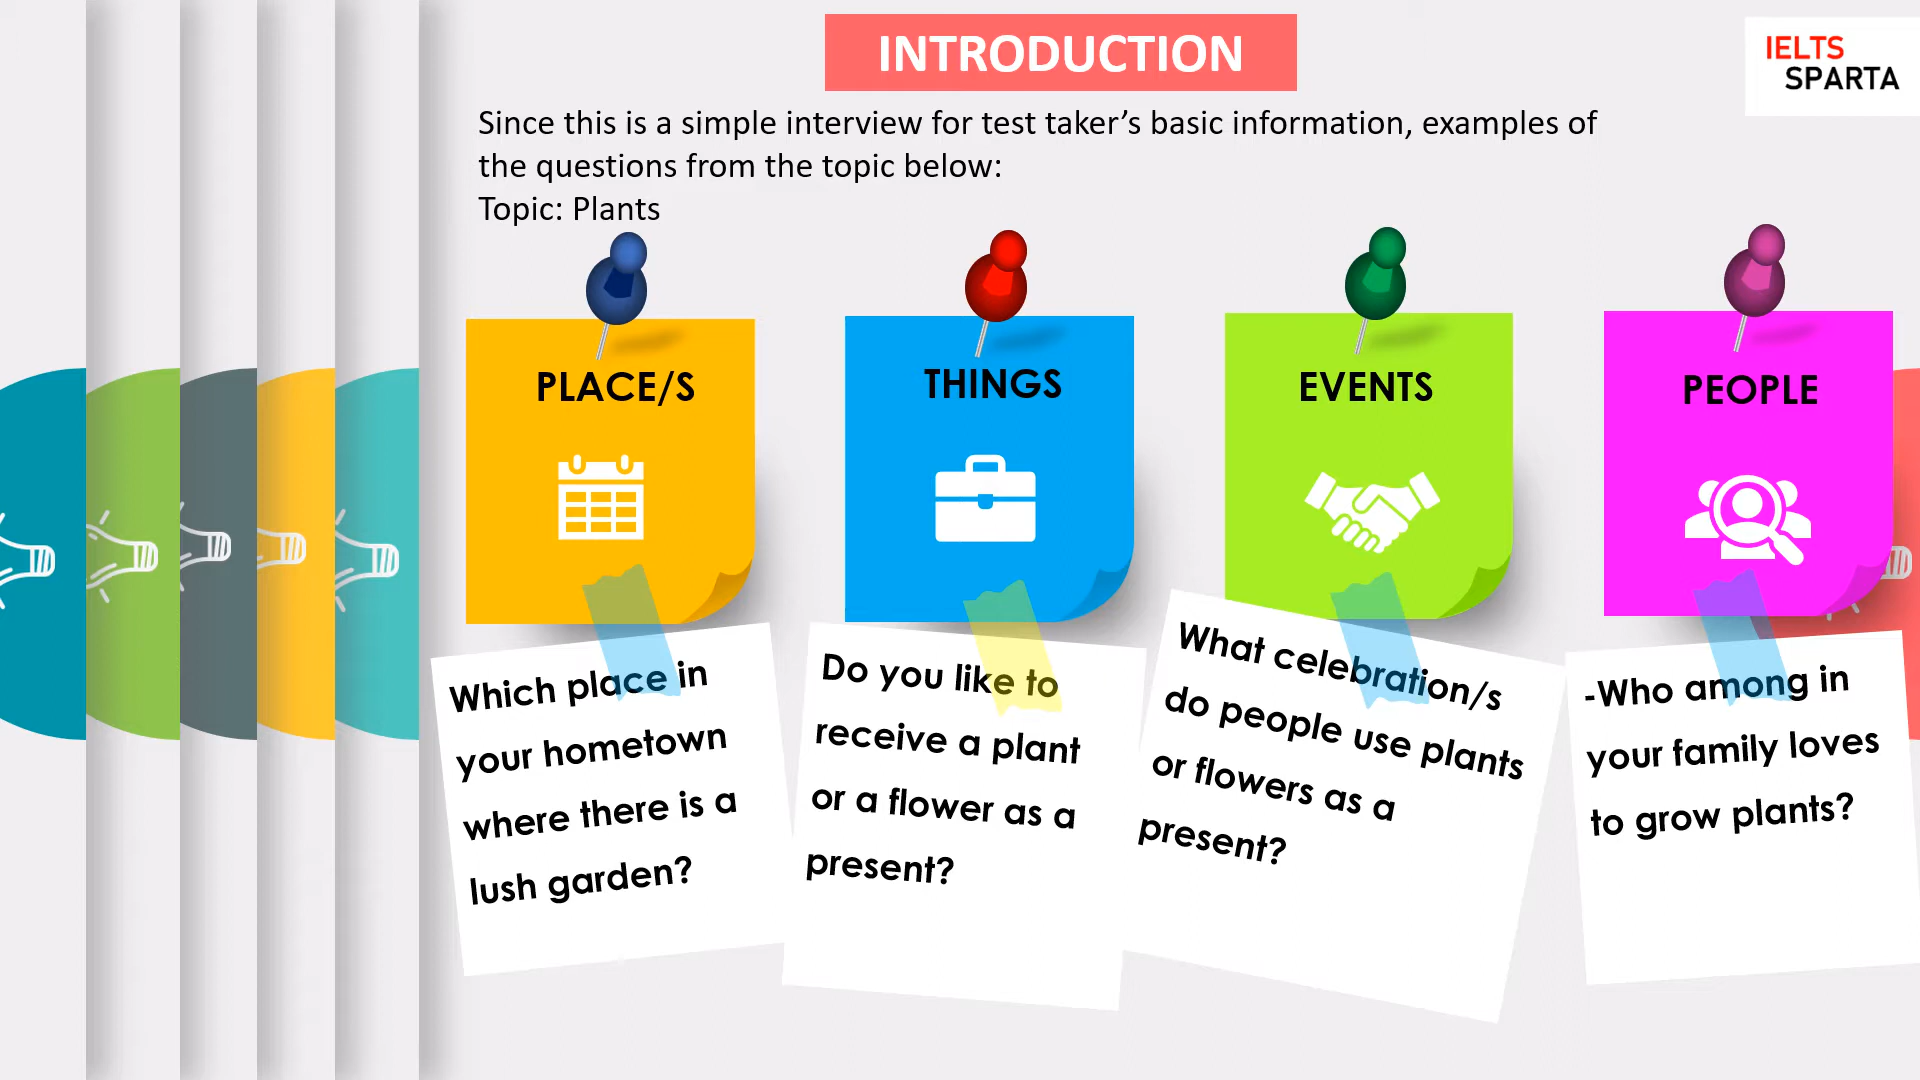 INTRODUCTION
IELTS
SPARTA
Since this is a simple interview for test taker’s basic information, examples of
the questions from the topic below:
Topic: Plants
PLACE/S
Which place in
your hometown
where there is a
lush garden?
THINGS
Do you like to
receive a plant
or a flower as a
present?
EVENTS
What celebration/s
do people use plants
or flowers as a
present?
PEOPLE
-Who among in
your family loves
to grow plants?